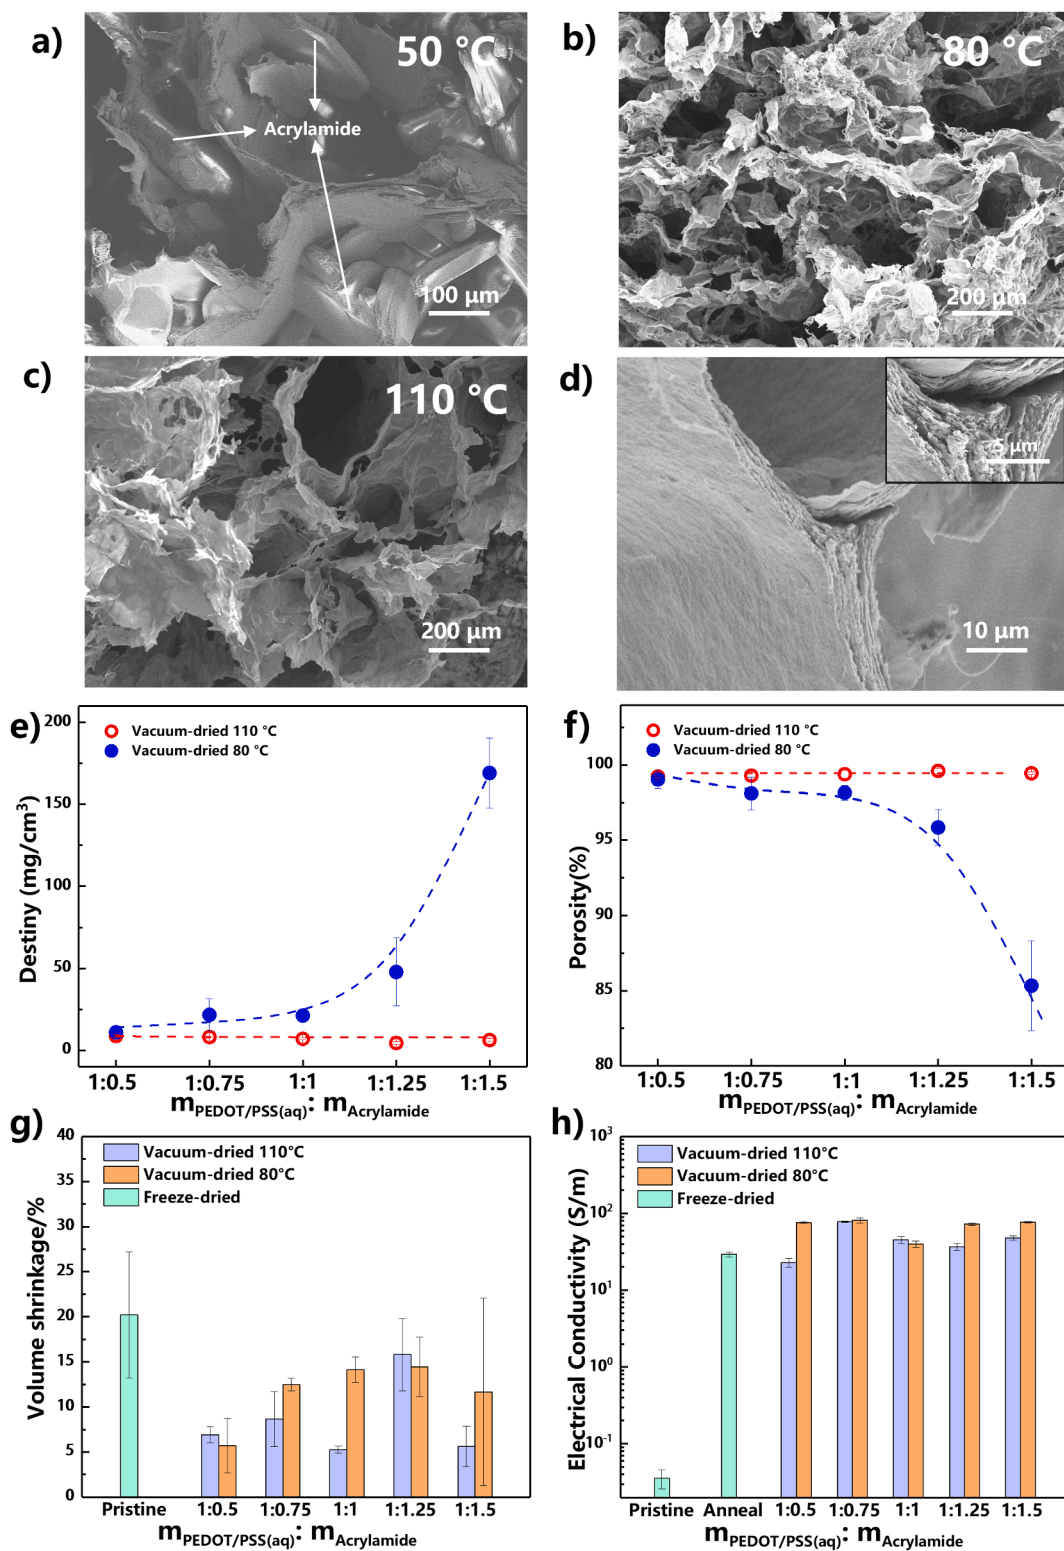 a)
50 °C
Acrylamide
100 μm
b)
80 °C
200 μm
c)
110 °C
200 μm
d)
5 μm
10 μm
e)
200
150
100
50
0
Destiny (mg/cm³)
Vacuum-dried 110 °C
Vacuum-dried 80 °C
1:0.5 1:0.75 1:1 1:1.25 1:1.5
mPEDOT/PSS(aq): mAcrylamide
f)
100
95
90
85
80
Porosity(%)
Vacuum-dried 110 °C
Vacuum-dried 80 °C
1:0.5 1:0.75 1:1 1:1.25 1:1.5
mPEDOT/PSS(aq): mAcrylamide
g)
40
35
30
25
20
15
10
5
0
Volume shrinkage/%
Vacuum-dried 110°C
Vacuum-dried 80°C
Freeze-dried
Pristine 1:0.5 1:0.75 1:1 1:1.25 1:1.5
mPEDOT/PSS(aq): mAcrylamide
h)
10³
10²
10¹
10⁰
10⁻¹
Electrical Conductivity (S/m)
Vacuum-dried 110°C
Vacuum-dried 80°C
Freeze-dried
Pristine Anneal 1:0.5 1:0.75 1:1 1:1.25 1:1.5
mPEDOT/PSS(aq): mAcrylamide